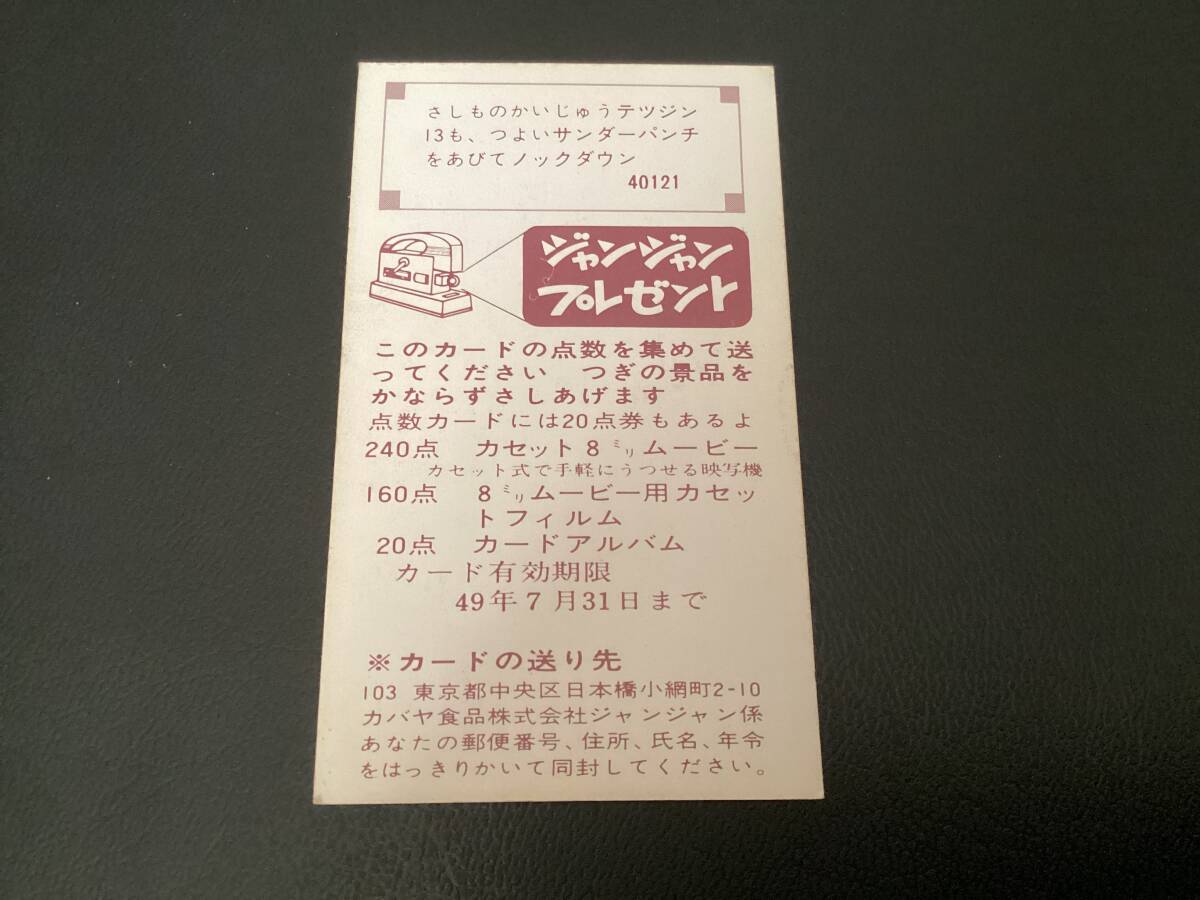 さしものかいじゅうテツジン
13も、つよいサンダーパンチ
をあびてノックダウン
40121
ジャンジャン
プレゼント
このカードの点数を集めて送
ってください　つぎの景品を
かならずさしあげます
点数カードには20点券もあるよ
240点　カセット8ミリムービー
カセット式で手軽にうつせる映写機
160点　8ミリムービー用カセッ
トフィルム
20点　カードアルバム
カード有効期限
49年7月31日まで
※カードの送り先
103 東京都中央区日本橋小網町2-10
カバヤ食品株式会社ジャンジャン係
あなたの郵便番号、住所、氏名、年令
をはっきりかいて同封してください。